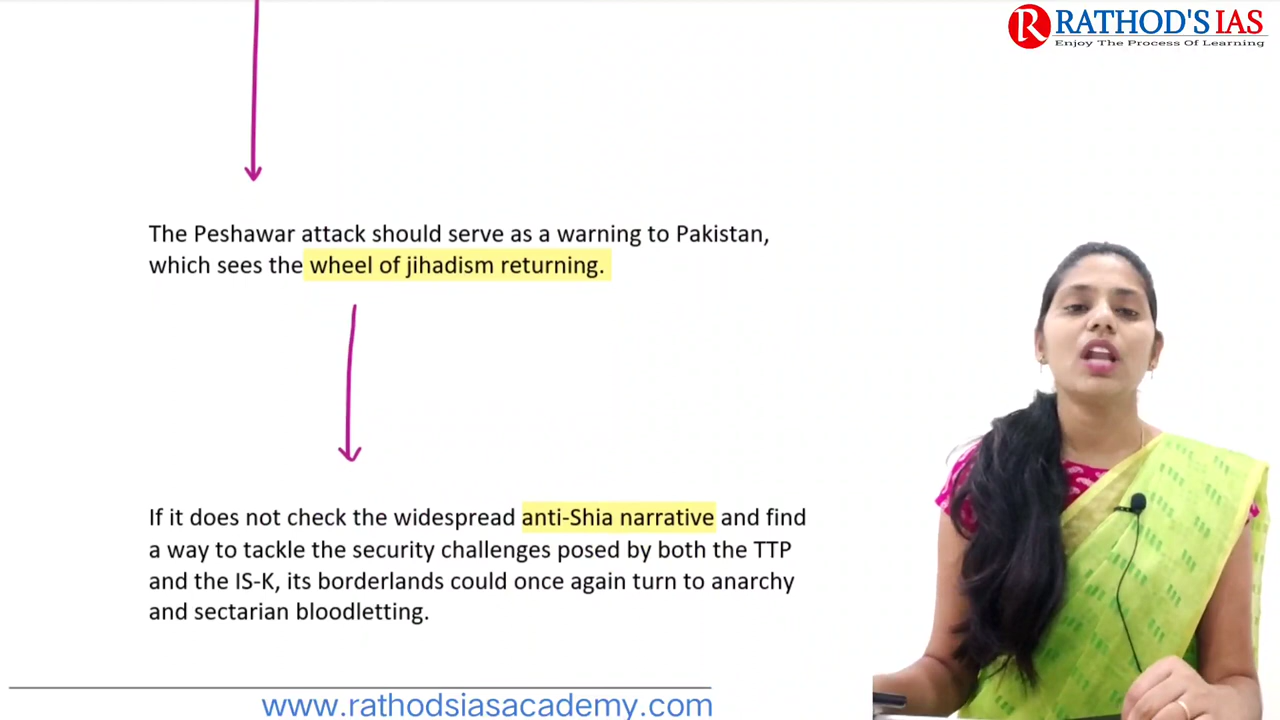 R RATHOD'S IAS
Enjoy The Process Of Learning
The Peshawar attack should serve as a warning to Pakistan,
which sees the wheel of jihadism returning.
If it does not check the widespread anti-Shia narrative and find
a way to tackle the security challenges posed by both the TTP
and the IS-K, its borderlands could once again turn to anarchy
and sectarian bloodletting.
www.rathodsiasacademy.com